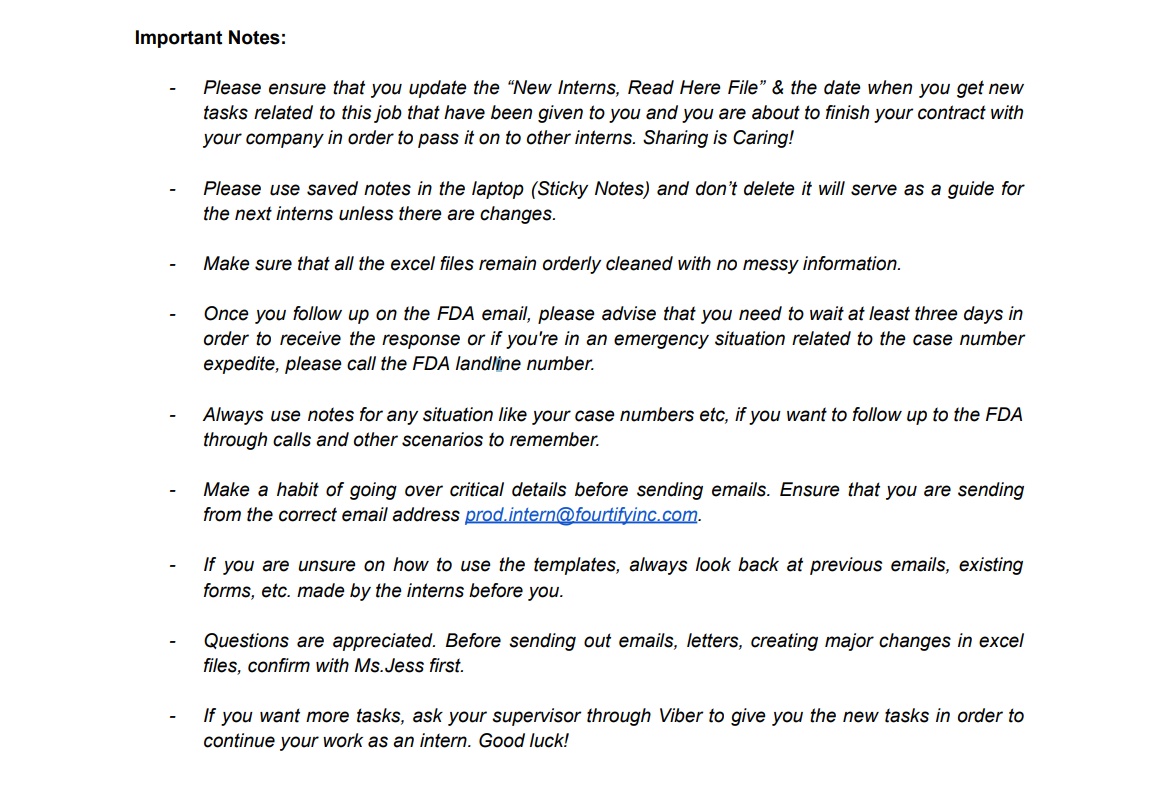 Important Notes:
- Please ensure that you update the “New Interns, Read Here File” & the date when you get new
tasks related to this job that have been given to you and you are about to finish your contract with
your company in order to pass it on to other interns. Sharing is Caring!
- Please use saved notes in the laptop (Sticky Notes) and don’t delete it will serve as a guide for
the next interns unless there are changes.
- Make sure that all the excel files remain orderly cleaned with no messy information.
- Once you follow up on the FDA email, please advise that you need to wait at least three days in
order to receive the response or if you're in an emergency situation related to the case number
expedite, please call the FDA landline number.
- Always use notes for any situation like your case numbers etc, if you want to follow up to the FDA
through calls and other scenarios to remember.
- Make a habit of going over critical details before sending emails. Ensure that you are sending
from the correct email address prod.intern@fourtifyinc.com.
- If you are unsure on how to use the templates, always look back at previous emails, existing
forms, etc. made by the interns before you.
- Questions are appreciated. Before sending out emails, letters, creating major changes in excel
files, confirm with Ms.Jess first.
- If you want more tasks, ask your supervisor through Viber to give you the new tasks in order to
continue your work as an intern. Good luck!